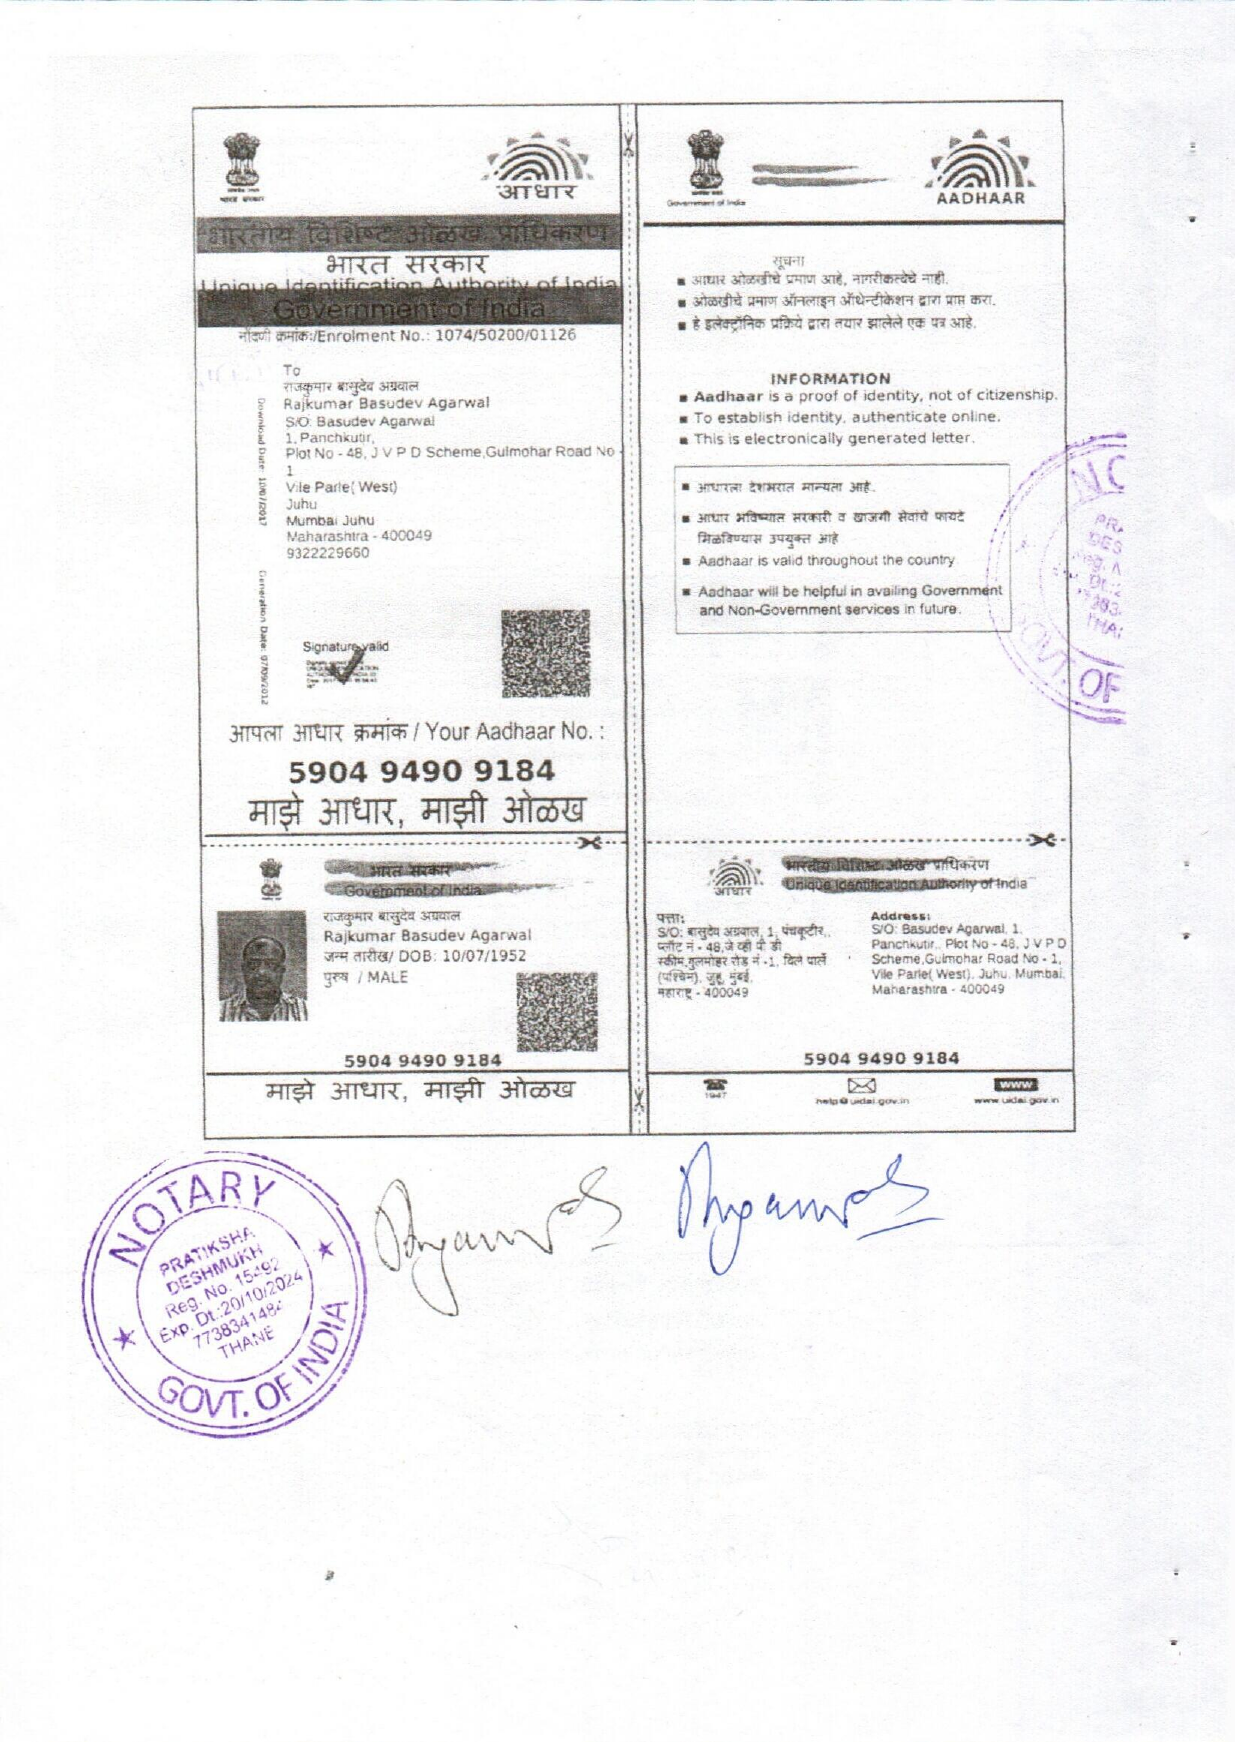 आधार
भारत सरकार
भारतीय विशिष्ट ओळख प्राधिकरण
भारत सरकार
Unique Identification Authority of India
Government of India
नोंदणी क्रमांक:/Enrolment No.: 1074/50200/01126
To
राजकुमार बासुदेव अग्रवाल
Rajkumar Basudev Agarwal
S/O: Basudev Agarwal
1, Panchkutir,
Plot No - 48, J V P D Scheme,Gulmohar Road No -
1
Vile Parle( West)
Juhu
Mumbai Juhu
Maharashtra - 400049
9322229660
Download Date: 10/07/2017
Generation Date: 07/09/2012
Signature valid
आपला आधार क्रमांक / Your Aadhaar No. :
5904 9490 9184
माझे आधार, माझी ओळख
Government of India
AADHAAR
सूचना
■ आधार ओळखीचे प्रमाण आहे, नागरीकत्वेचे नाही.
■ ओळखीचे प्रमाण ऑनलाइन ऑथेन्टीकेशन द्वारा प्राप्त करा.
■ हे इलेक्ट्रॉनिक प्रक्रिये द्वारा तयार झालेले एक पत्र आहे.
INFORMATION
■ Aadhaar is a proof of identity, not of citizenship.
■ To establish identity, authenticate online.
■ This is electronically generated letter.
■ आधारला देशभरात मान्यता आहे.
■ आधार भविष्यात सरकारी व खाजगी सेवांचे फायदे
मिळविण्यास उपयुक्त आहे
■ Aadhaar is valid throughout the country
■ Aadhaar will be helpful in availing Government
and Non-Government services in future.
भारत सरकार
Government of India
राजकुमार बासुदेव अग्रवाल
Rajkumar Basudev Agarwal
जन्म तारीख/ DOB: 10/07/1952
पुरुष / MALE
5904 9490 9184
माझे आधार, माझी ओळख
आधार
भारतीय विशिष्ट ओळख प्राधिकरण
Unique Identification Authority of India
पत्ता:
S/O: बासुदेव अग्रवाल, 1, पंचकूटीर,,
प्लॉट नं - 48,जे व्ही पी डी
स्कीम,गुलमोहर रोड नं -1, विले पार्ले
(पश्चिम), जुहू, मुंबई,
महाराष्ट्र - 400049
Address:
S/O: Basudev Agarwal, 1,
Panchkutir,, Plot No - 48, J V P D
Scheme,Gulmohar Road No - 1,
Vile Parle( West), Juhu, Mumbai,
Maharashtra - 400049
5904 9490 9184
1947
help@uidai.gov.in
www
www.uidai.gov.in
NOTARY
PRATIKSHA
DESHMUKH
Reg. No. 15492
Exp. Dt.:20/10/2024
7738341484
THANE
GOVT. OF INDIA